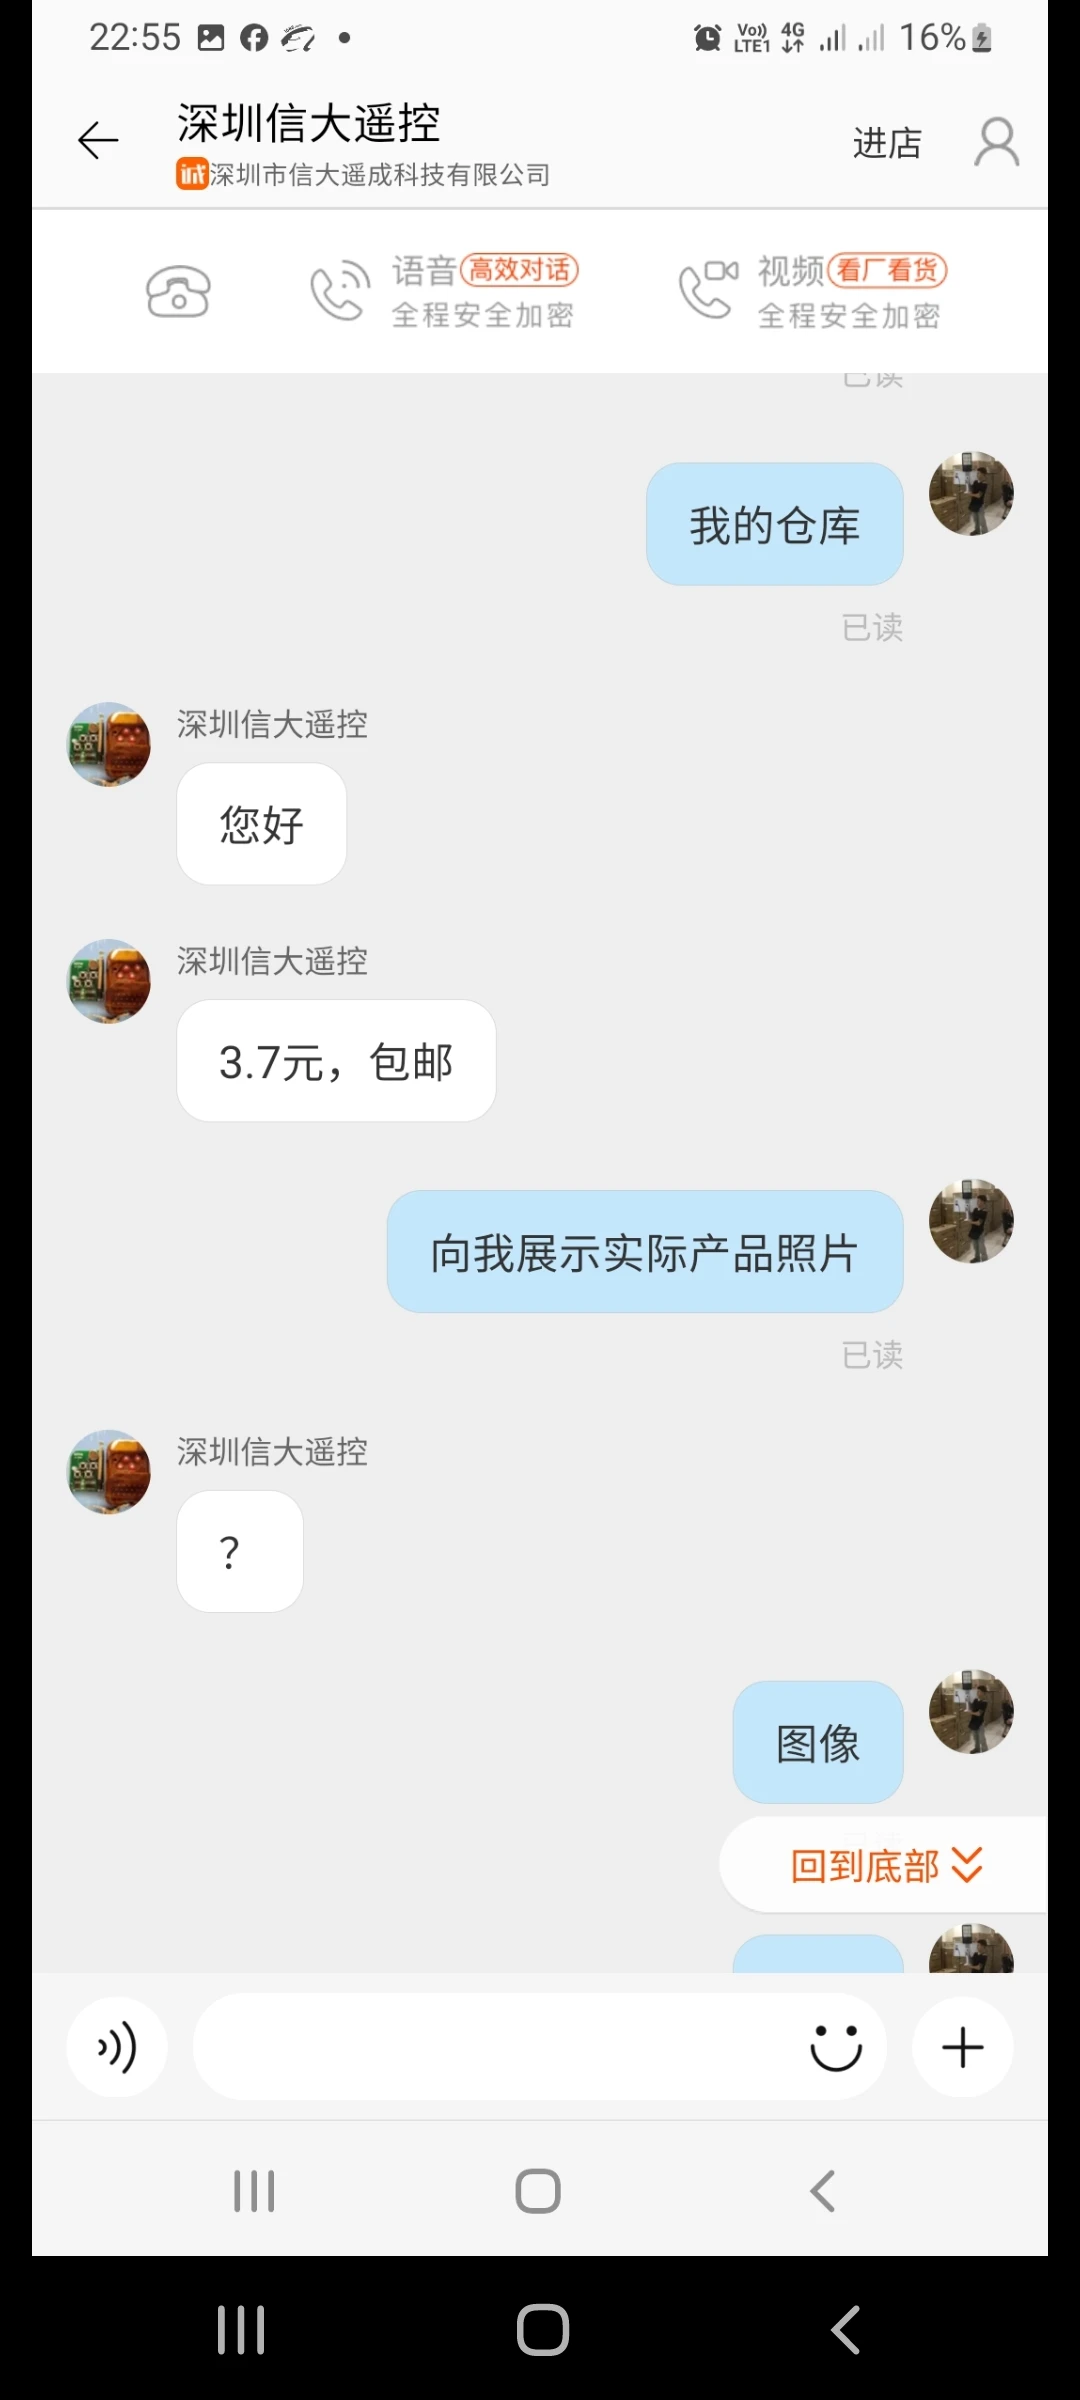 22:55 Vo)) LTE1 4G 16%
深圳信大遥控
进店
深圳市信大遥成科技有限公司
语音 高效对话
全程安全加密
视频 看厂看货
全程安全加密
已读
我的仓库
已读
深圳信大遥控
您好
深圳信大遥控
3.7元，包邮
向我展示实际产品照片
已读
深圳信大遥控
？
图像
回到底部